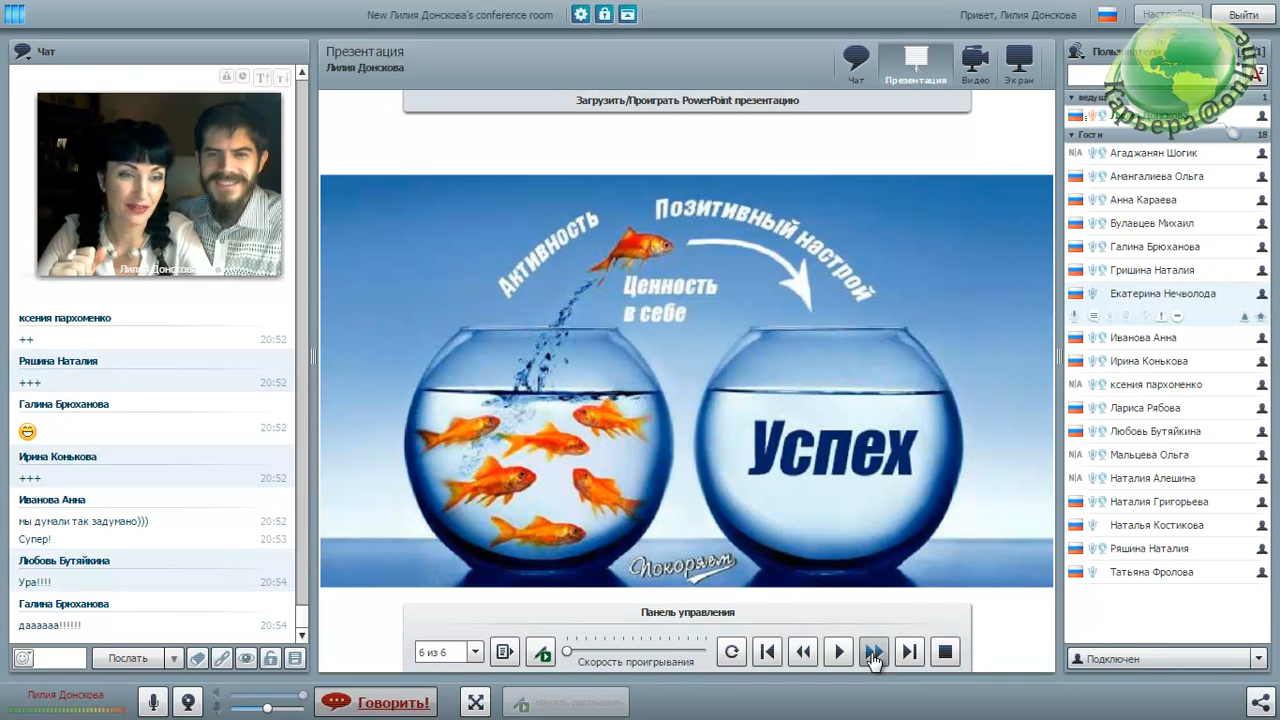 New Лилия Донскова's conference room
Привет, Лилия Донскова
Настройки
Выйти
Чат
Лилия Донскова
ксения пархоменко
++
20:52
Ряшина Наталия
+++
20:52
Галина Брюханова
20:52
Ирина Конькова
+++
20:52
Иванова Анна
мы думали так задумано)))
20:52
Супер!
20:53
Любовь Бутяйкина
Ура!!!!
20:54
Галина Брюханова
дааааaa!!!!!!
20:54
Послать
Презентация
Лилия Донскова
Чат
Презентация
Видео
Экран
Загрузить/Проиграть PowerPoint презентацию
Активность
Позитивный настрой
Ценность
в себе
Успех
Покоряем
Панель управления
6 из 6
Скорость проигрывания
Карьера@online
Гости
18
Агаджанян Шогик
Амангалиева Ольга
Анна Караева
Булавцев Михаил
Галина Брюханова
Гришина Наталия
Екатерина Нечволода
Иванова Анна
Ирина Конькова
ксения пархоменко
Лариса Рябова
Любовь Бутяйкина
Мальцева Ольга
Наталия Алешина
Наталия Григорьева
Наталья Костикова
Ряшина Наталия
Татьяна Фролова
Подключен
Лилия Донскова
Говорить!